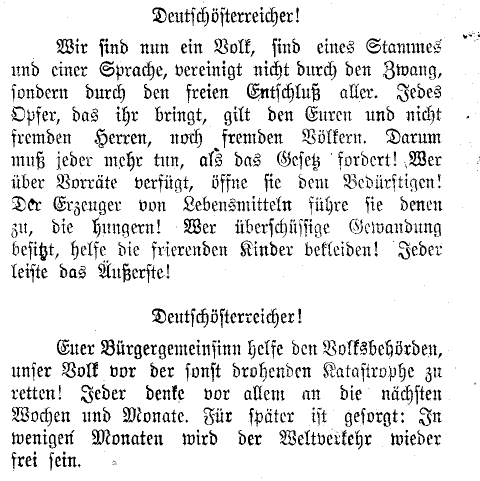 Deutschösterreicher!
Wir sind nun ein Volk, sind eines Stammes
und einer Sprache, vereinigt nicht durch den Zwang,
sondern durch den freien Entschluß aller. Jedes
Opfer, das ihr bringt, gilt den Euren und nicht
fremden Herren, noch fremden Völkern. Darum
muß jeder mehr tun, als das Gesetz fordert! Wer
über Vorräte verfügt, öffne sie dem Bedürftigen!
Der Erzeuger von Lebensmitteln führe sie denen
zu, die hungern! Wer überschüssige Gewandung
besitzt, helfe die frierenden Kinder bekleiden! Jeder
leiste das Äußerste!
Deutschösterreicher!
Euer Bürgergemeinsinn helfe den Volksbehörden,
unser Volk vor der sonst drohenden Katastrophe zu
retten! Jeder denke vor allem an die nächsten
Wochen und Monate. Für später ist gesorgt: In
wenigen Monaten wird der Weltverkehr wieder
frei sein.